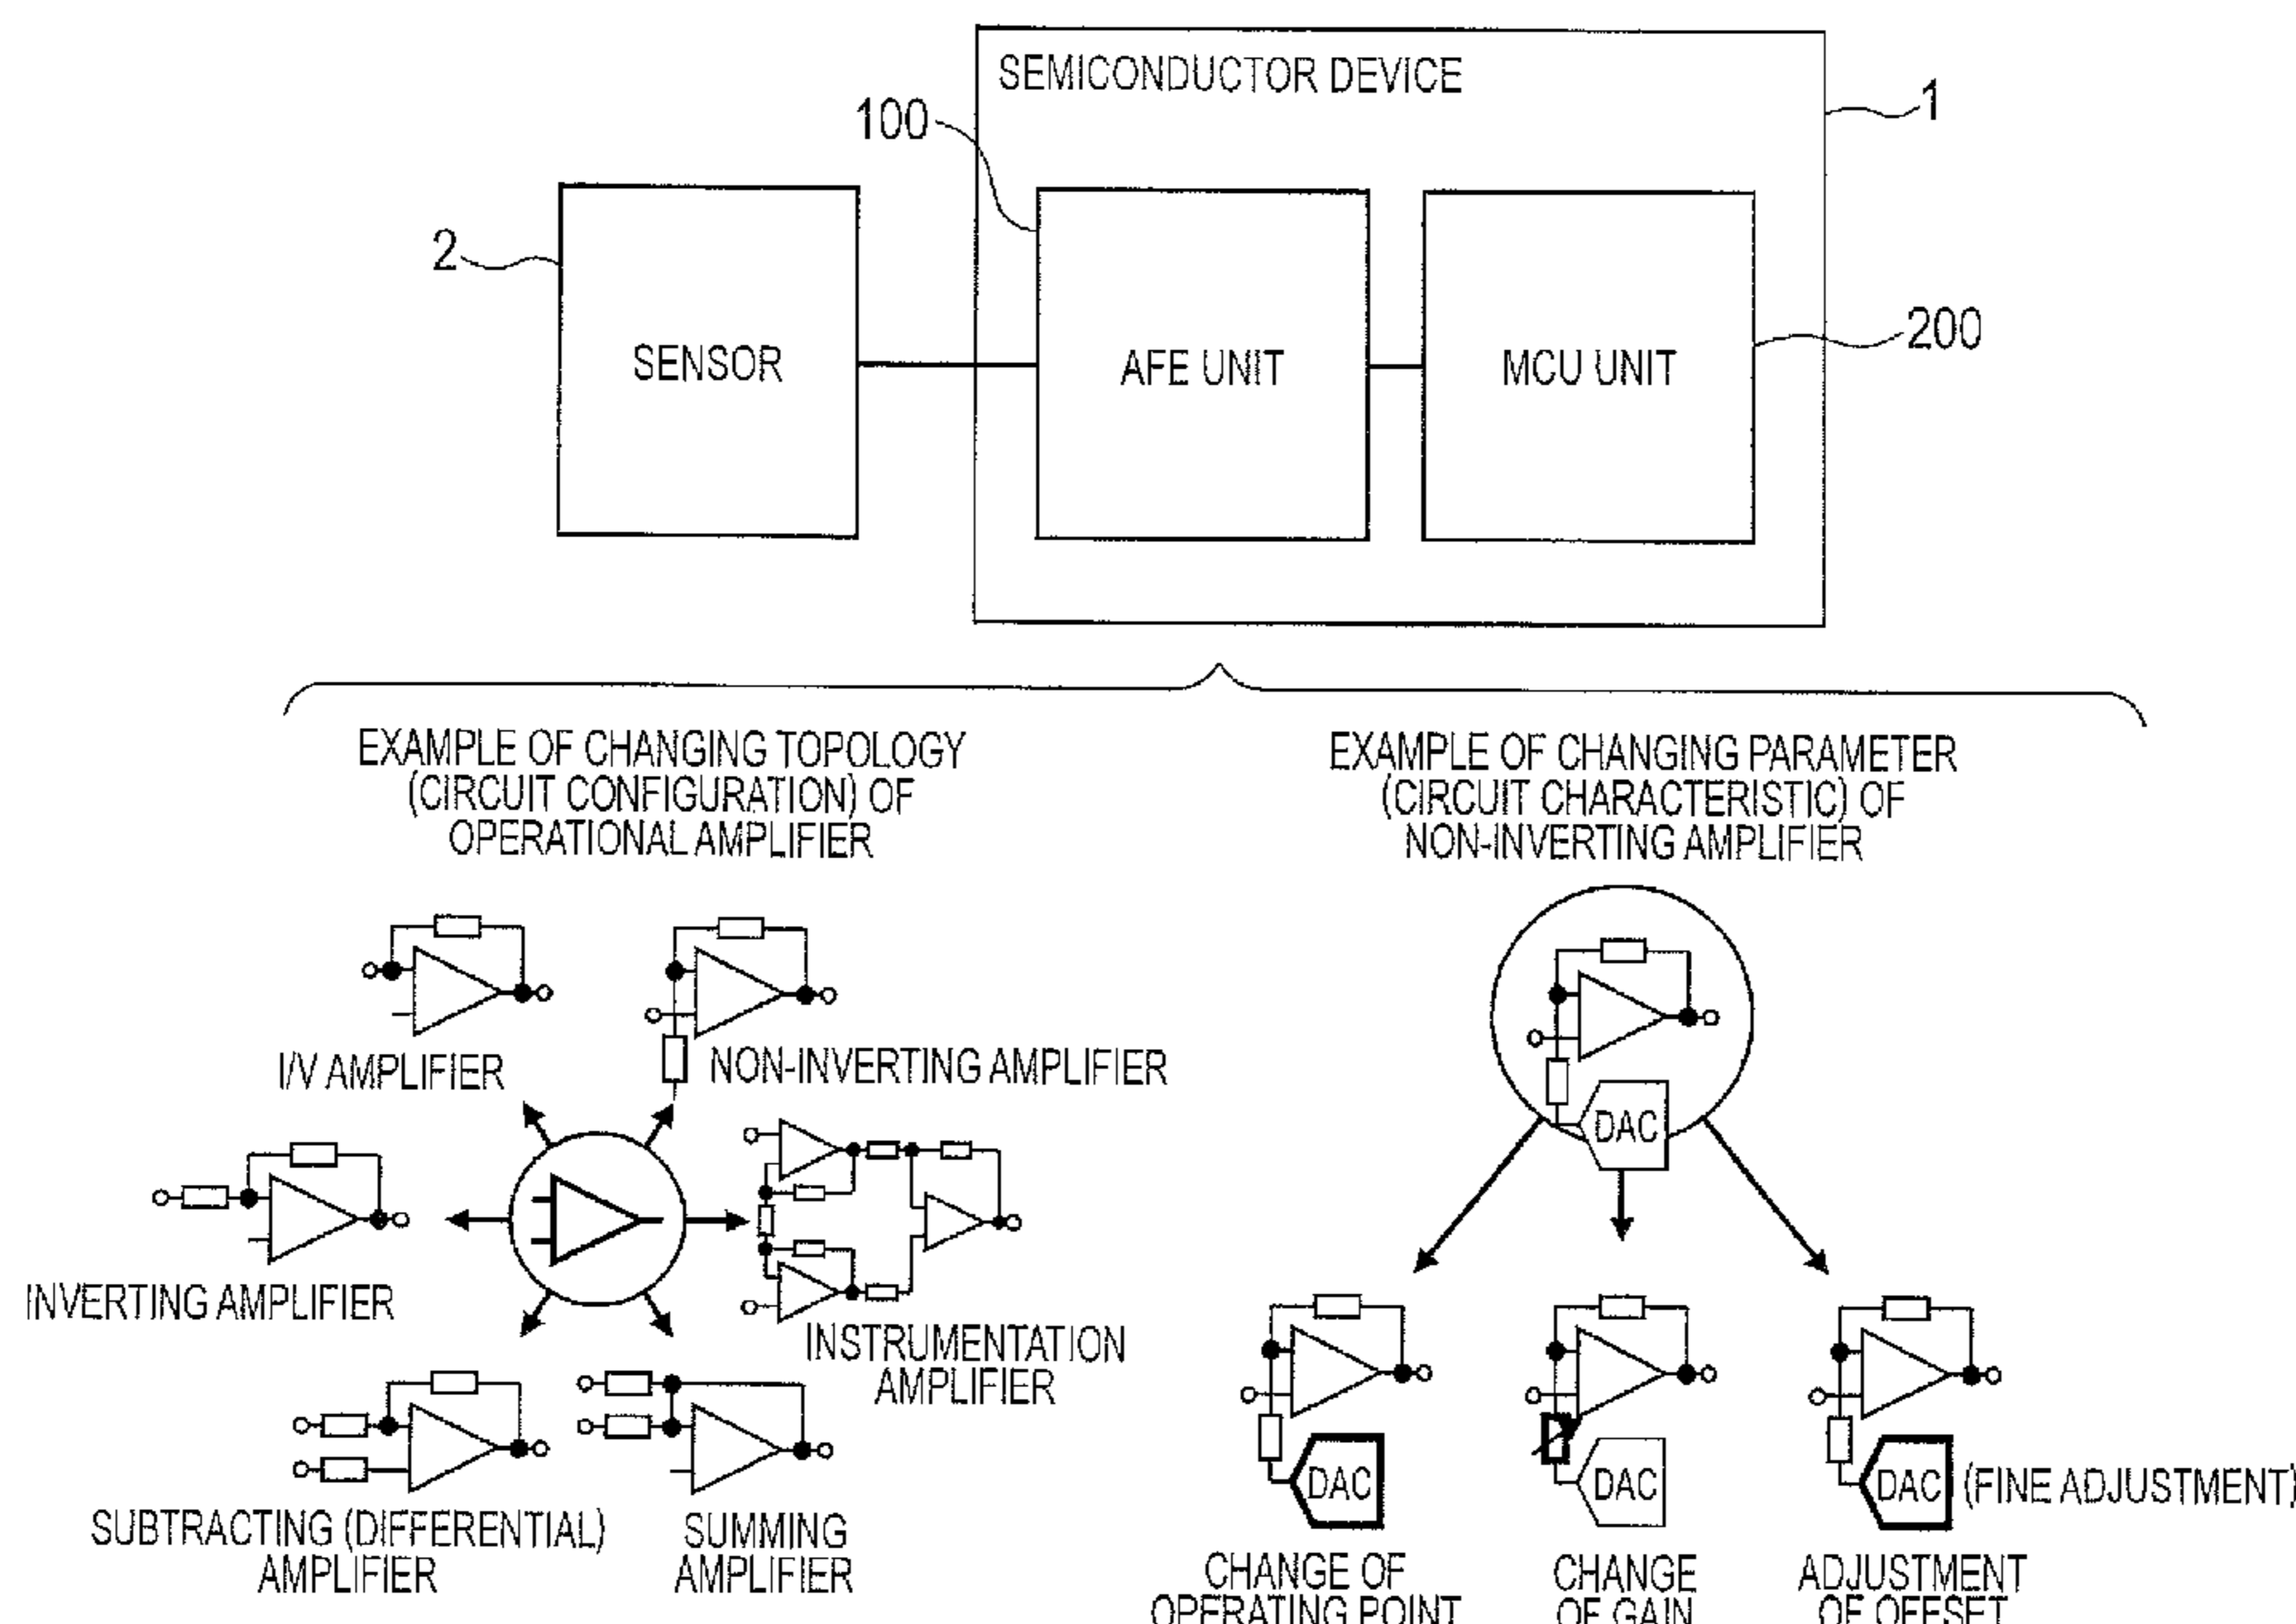 SEMICONDUCTOR DEVICE
1
100
2
SENSOR
AFE UNIT
MCU UNIT
200
EXAMPLE OF CHANGING TOPOLOGY
(CIRCUIT CONFIGURATION) OF
OPERATIONAL AMPLIFIER
EXAMPLE OF CHANGING PARAMETER
(CIRCUIT CHARACTERISTIC) OF
NON-INVERTING AMPLIFIER
I/V AMPLIFIER
NON-INVERTING AMPLIFIER
INVERTING AMPLIFIER
INSTRUMENTATION
AMPLIFIER
SUBTRACTING (DIFFERENTIAL)
AMPLIFIER
SUMMING
AMPLIFIER
DAC
DAC
DAC
DAC
(FINE ADJUSTMENT)
CHANGE OF
OPERATING POINT
CHANGE
OF GAIN
ADJUSTMENT
OF OFFSET